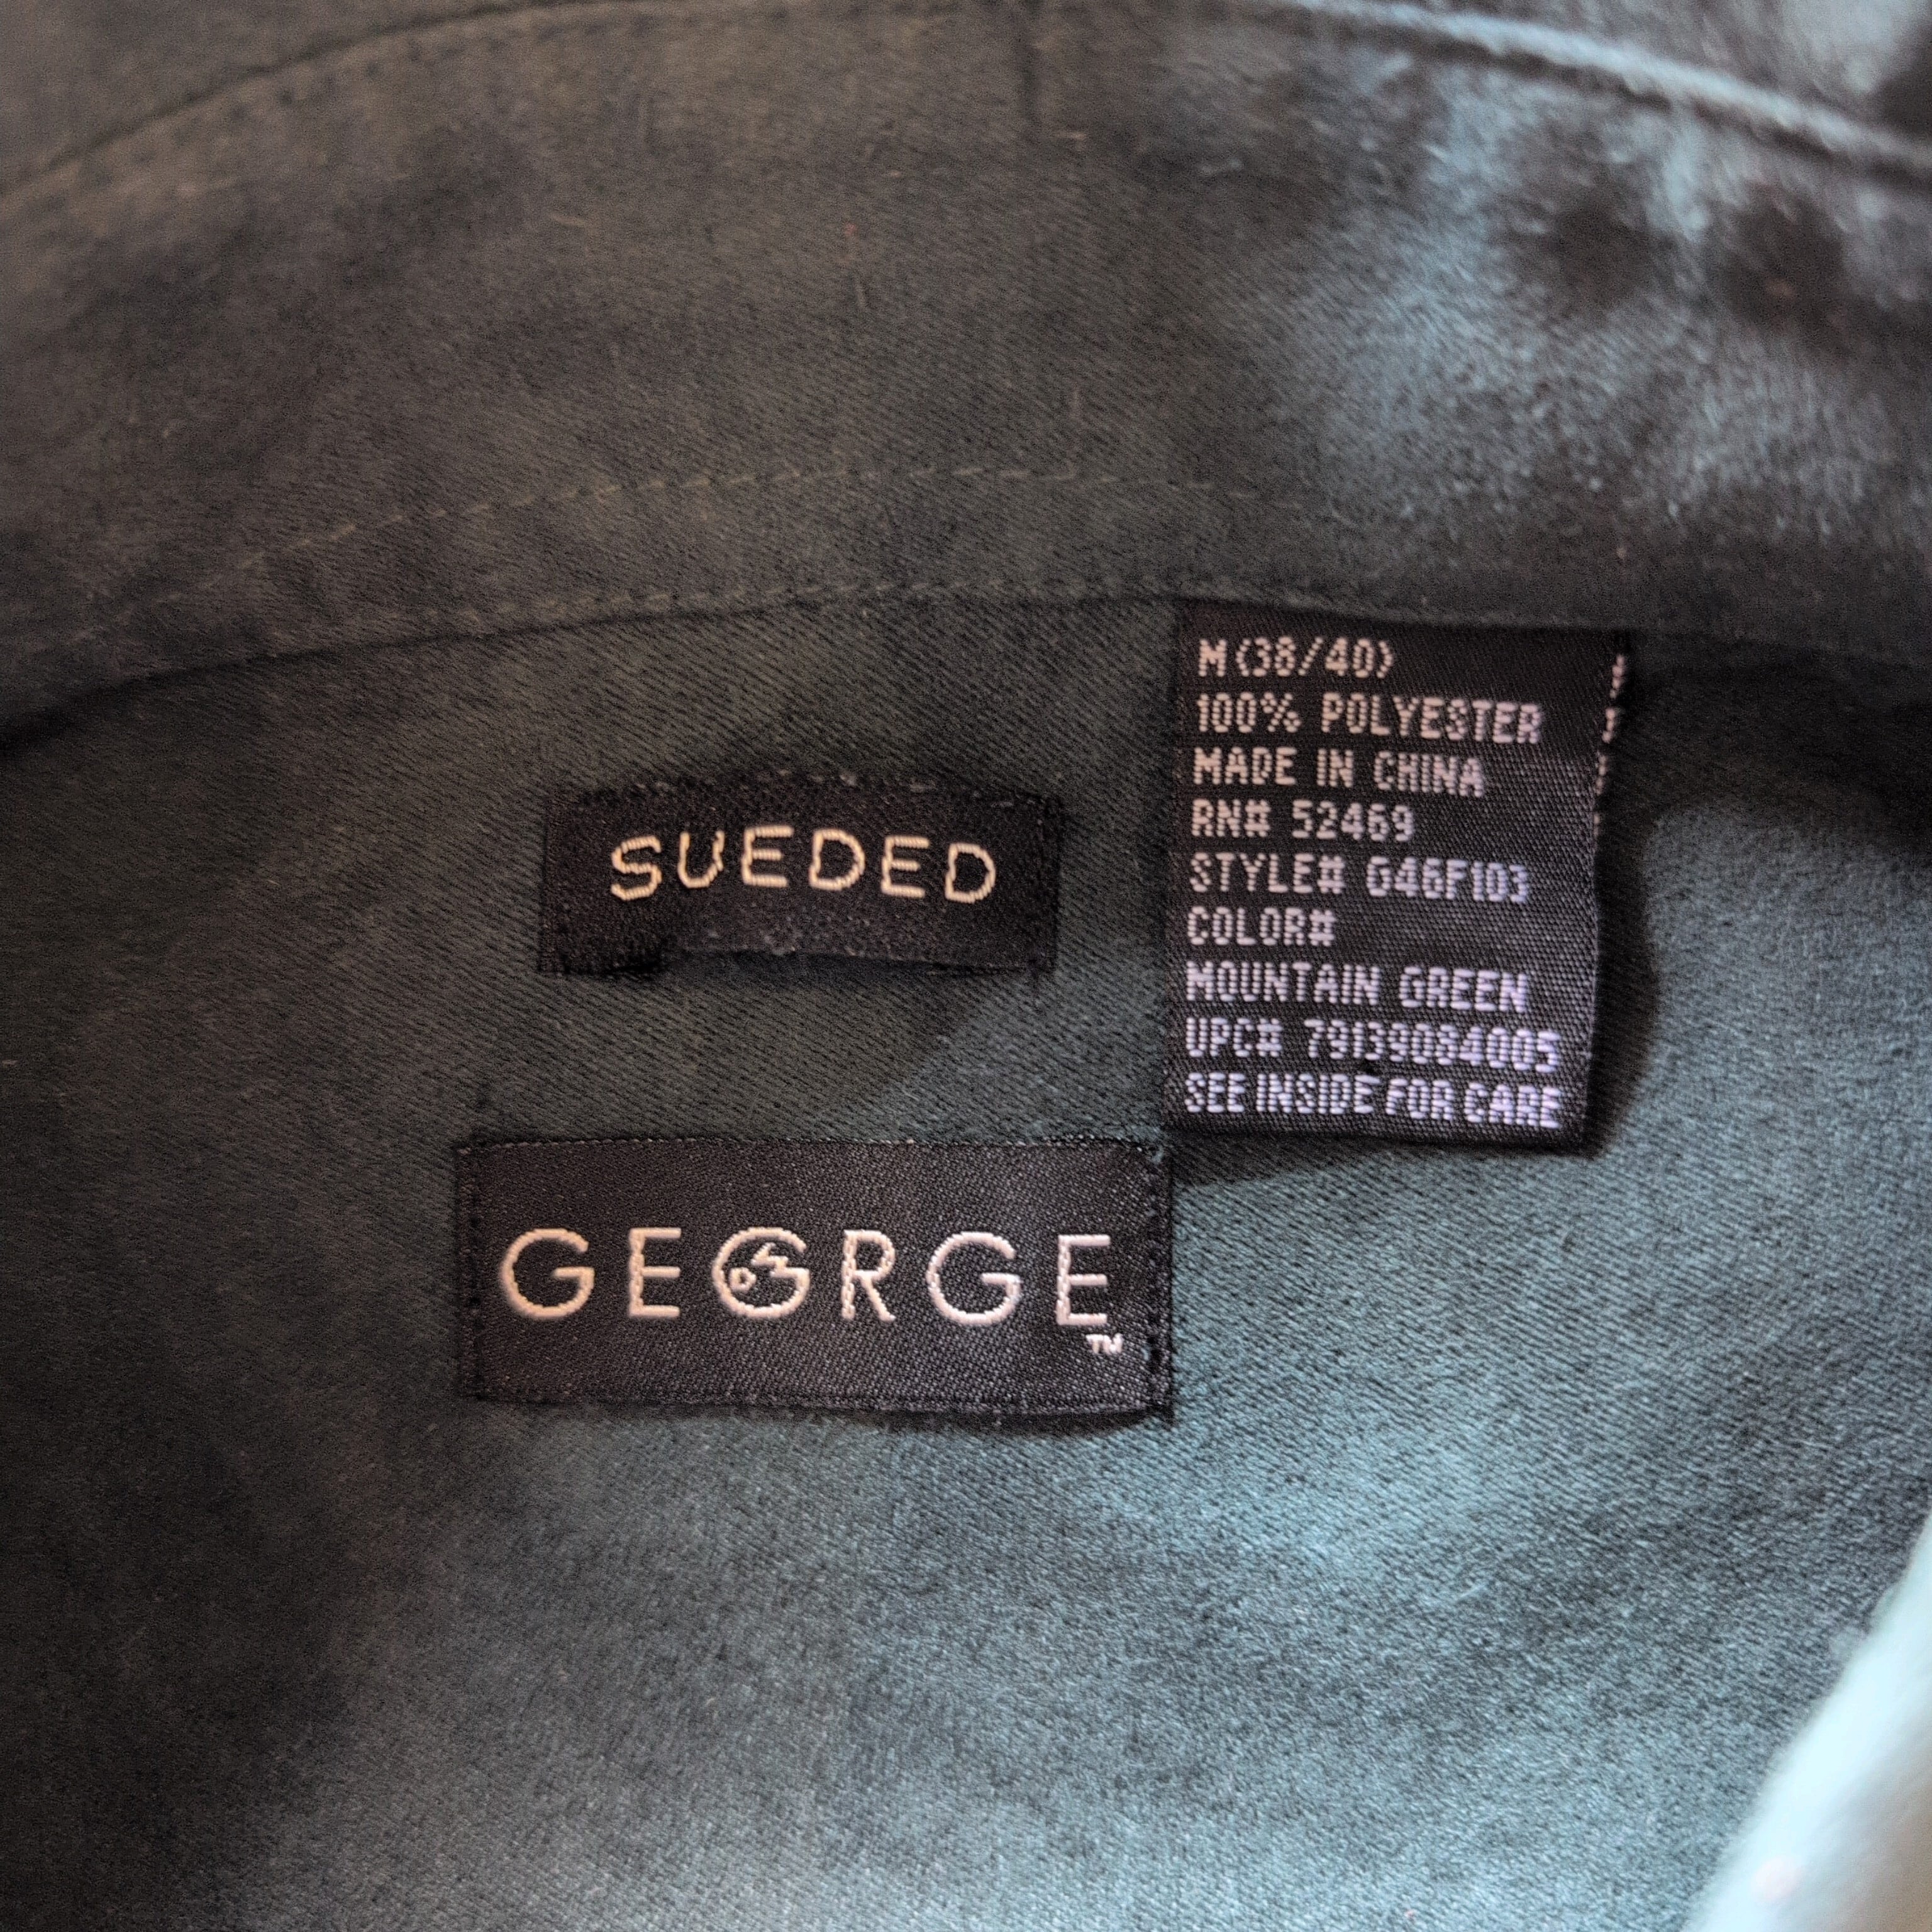 SUEDED
GEORGE
TM
M (38/40)
100% POLYESTER
MADE IN CHINA
RN# 52469
STYLE# G46F103
COLOR#
MOUNTAIN GREEN
UPC# 79139084005
SEE INSIDE FOR CARE